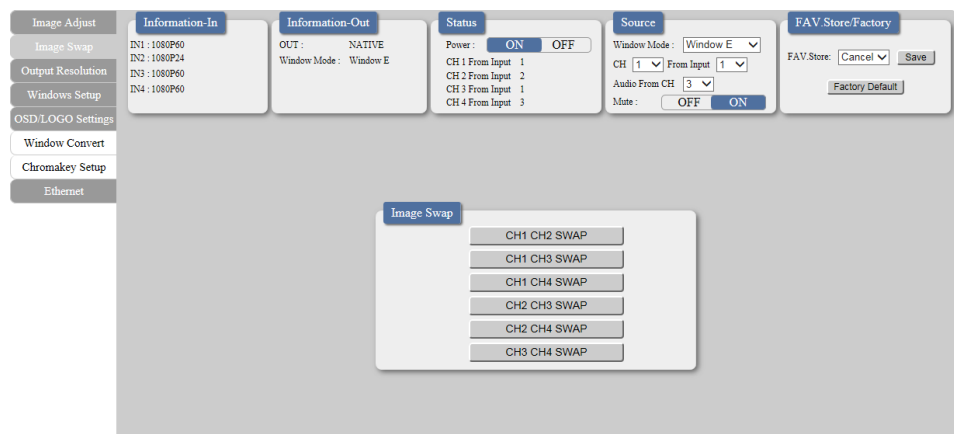 Image Adjust
Image Swap
Output Resolution
Windows Setup
OSD/LOGO Settings
Window Convert
Chromakey Setup
Ethernet
Information-In
IN1 : 1080P60
IN2 : 1080P24
IN3 : 1080P60
IN4 : 1080P60
Information-Out
OUT : NATIVE
Window Mode : Window E
Status
Power : ON OFF
CH 1 From Input 1
CH 2 From Input 2
CH 3 From Input 1
CH 4 From Input 3
Source
Window Mode : Window E
CH 1 From Input 1
Audio From CH 3
Mute : OFF ON
FAV.Store/Factory
FAV.Store: Cancel Save
Factory Default
Image Swap
CH1 CH2 SWAP
CH1 CH3 SWAP
CH1 CH4 SWAP
CH2 CH3 SWAP
CH2 CH4 SWAP
CH3 CH4 SWAP